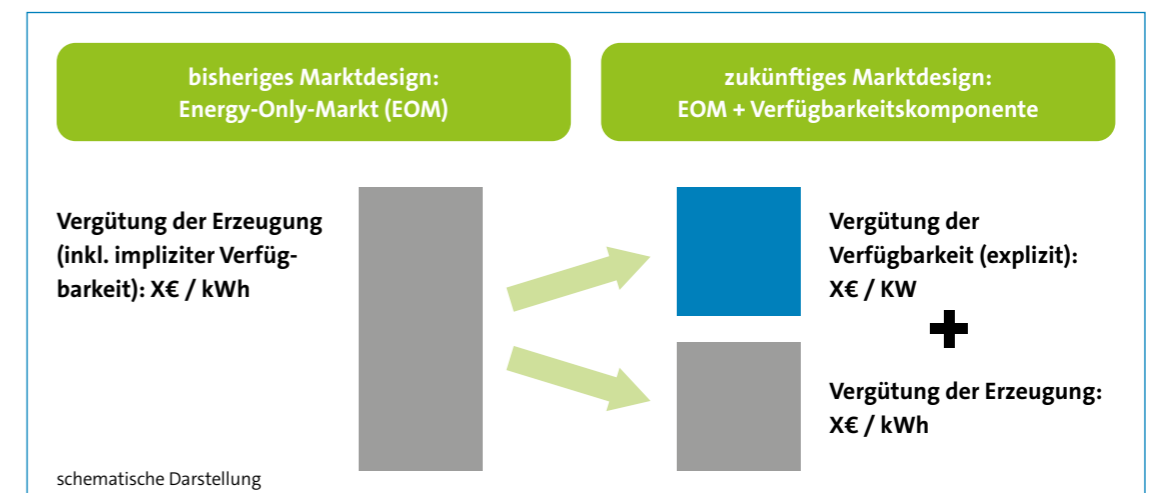 bisheriges Marktdesign:
Energy-Only-Markt (EOM)
zukünftiges Marktdesign:
EOM + Verfügbarkeitskomponente
Vergütung der Erzeugung
(inkl. impliziter Verfüg-
barkeit): X€ / kWh
Vergütung der
Verfügbarkeit (explizit):
X€ / KW
+
Vergütung der Erzeugung:
X€ / kWh
schematische Darstellung